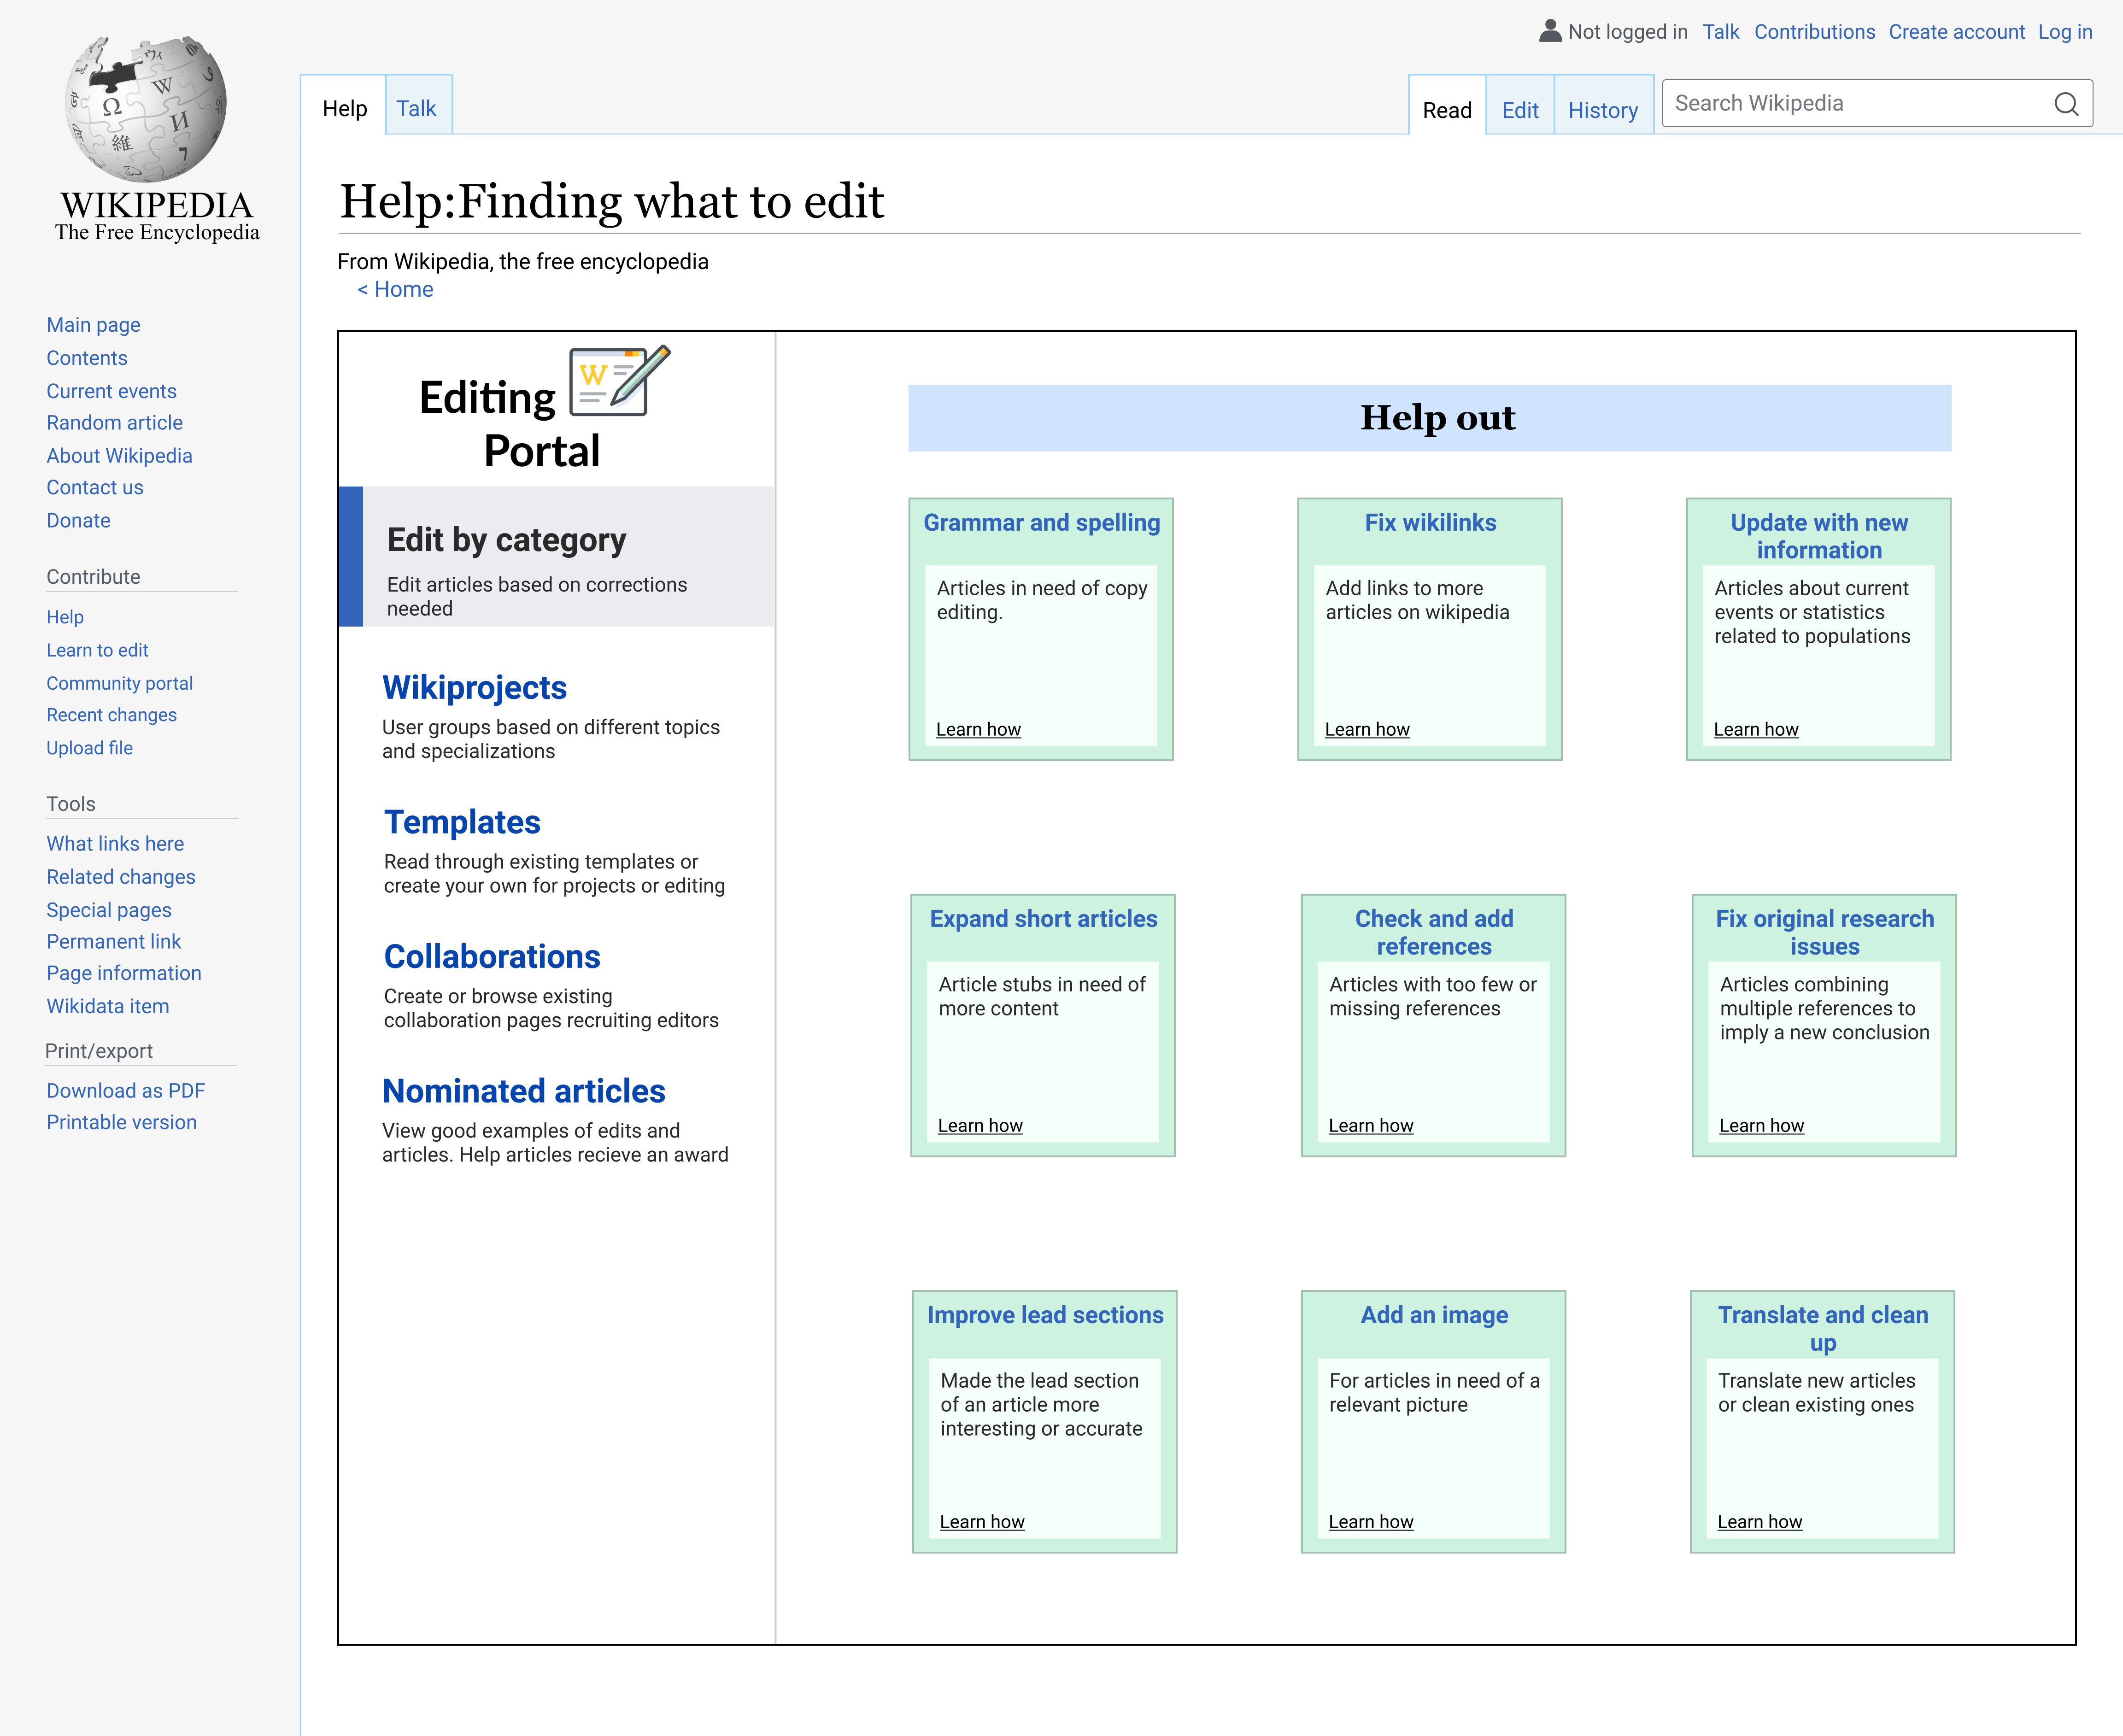 Not logged in Talk Contributions Create account Log in
Help Talk
Read Edit History Search Wikipedia
WIKIPEDIA
The Free Encyclopedia
Main page
Contents
Current events
Random article
About Wikipedia
Contact us
Donate
Contribute
Help
Learn to edit
Community portal
Recent changes
Upload file
Tools
What links here
Related changes
Special pages
Permanent link
Page information
Wikidata item
Print/export
Download as PDF
Printable version
Help:Finding what to edit
From Wikipedia, the free encyclopedia
< Home
Editing
W
Portal
Edit by category
Edit articles based on corrections
needed
Wikiprojects
User groups based on different topics
and specializations
Templates
Read through existing templates or
create your own for projects or editing
Collaborations
Create or browse existing
collaboration pages recruiting editors
Nominated articles
View good examples of edits and
articles. Help articles recieve an award
Help out
Grammar and spelling
Articles in need of copy
editing.
Learn how
Fix wikilinks
Add links to more
articles on wikipedia
Learn how
Update with new
information
Articles about current
events or statistics
related to populations
Learn how
Expand short articles
Article stubs in need of
more content
Learn how
Check and add
references
Articles with too few or
missing references
Learn how
Fix original research
issues
Articles combining
multiple references to
imply a new conclusion
Learn how
Improve lead sections
Made the lead section
of an article more
interesting or accurate
Learn how
Add an image
For articles in need of a
relevant picture
Learn how
Translate and clean
up
Translate new articles
or clean existing ones
Learn how